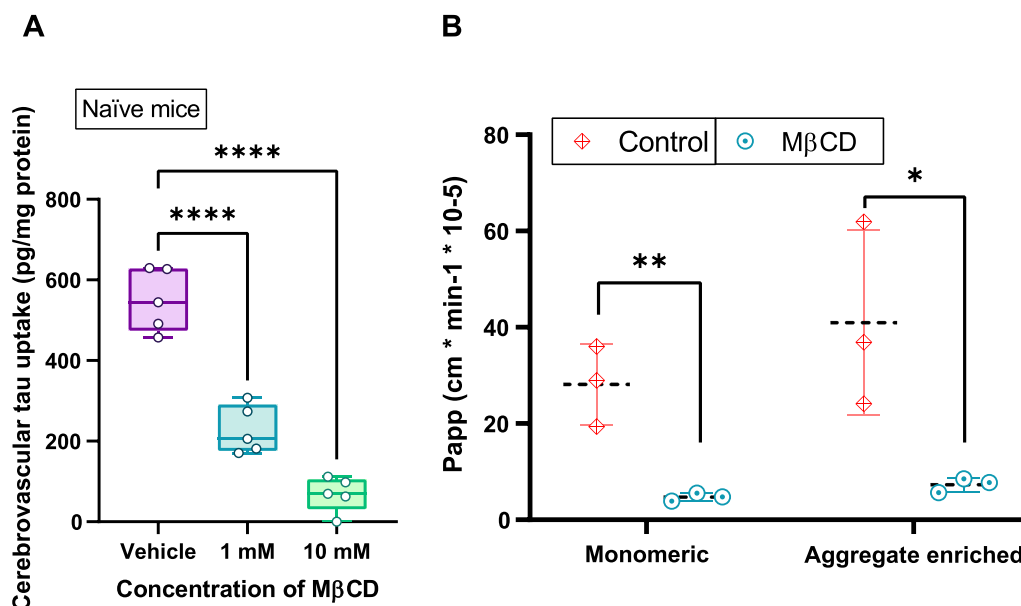 A
Naïve mice
Cerebrovascular tau uptake (pg/mg protein)
****
****
800
600
400
200
0
Vehicle
1 mM
10 mM
Concentration of MβCD
B
Papp (cm * min-1 * 10-5)
80
60
40
20
0
Control
MβCD
**
*
Monomeric
Aggregate enriched